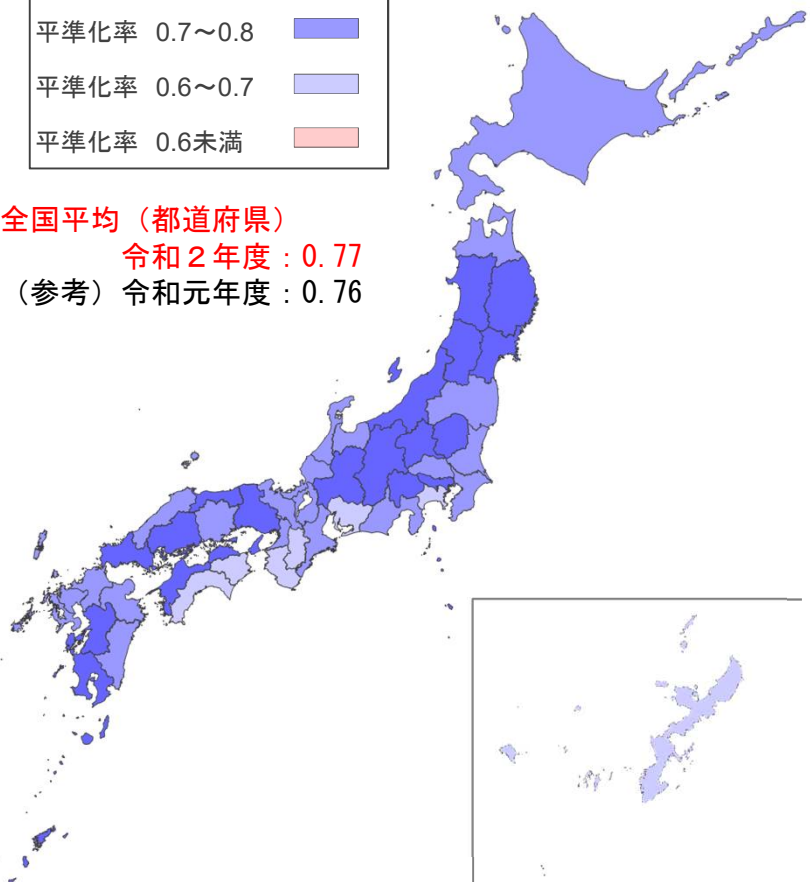 平準化率 0.7～0.8
平準化率 0.6～0.7
平準化率 0.6未満
全国平均（都道府県）
令和２年度：0.77
（参考）令和元年度：0.76